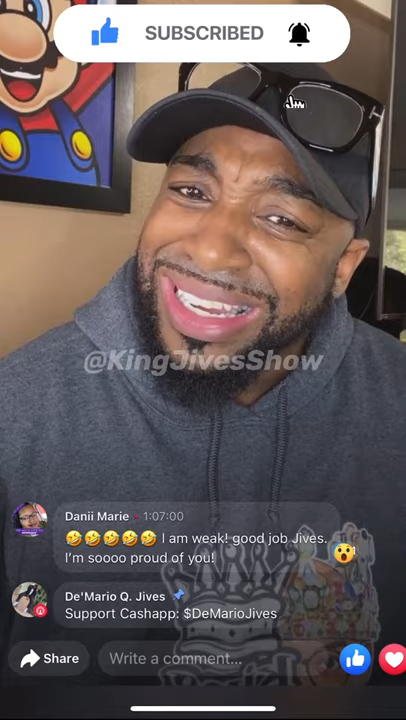 SUBSCRIBED
@KingJivesShow
Danii Marie 1:07:00
🤣🤣🤣🤣🤣 I am weak! good job Jives.
I'm soooo proud of you!
1
De'Mario Q. Jives
Support Cashapp: $DeMarioJives
Share
Write a comment...